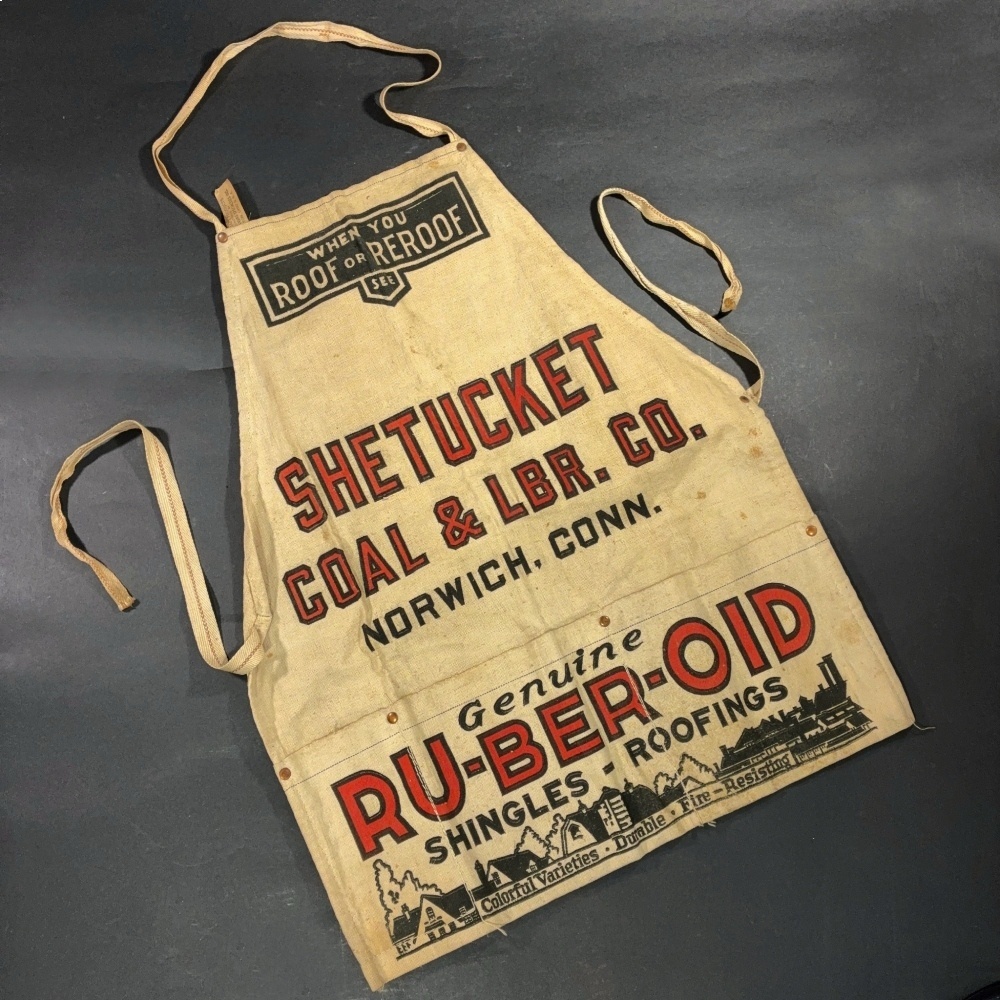 WHEN YOU
ROOF OR REROOF
SEE
SHETUCKET
COAL & LBR. CO.
NORWICH, CONN.
Genuine
RU-BER-OID
SHINGLES - ROOFINGS
Colorful Varieties · Durable · Fire-Resisting